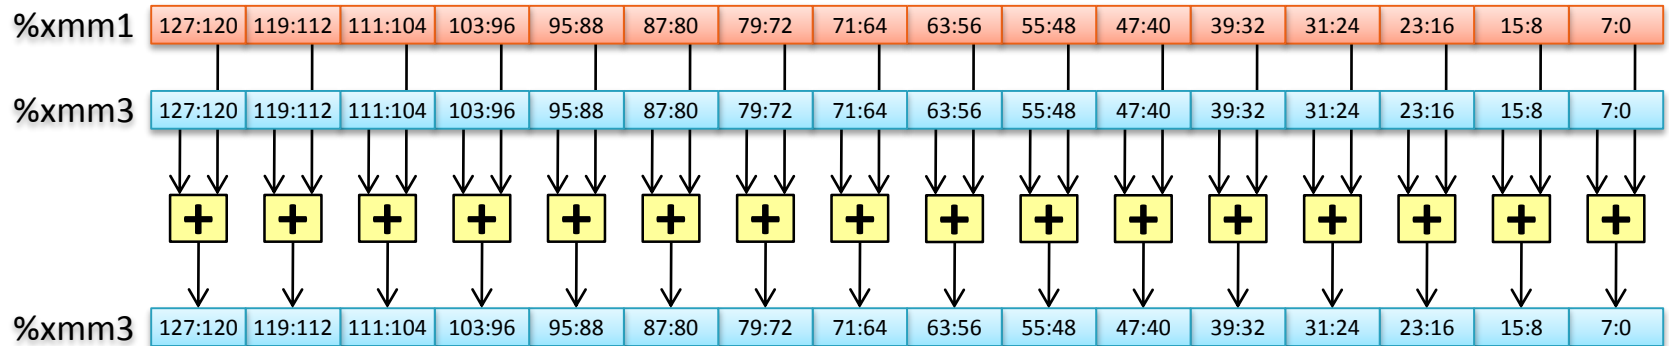 %xmm1 127:120 119:112 111:104 103:96 95:88 87:80 79:72 71:64 63:56 55:48 47:40 39:32 31:24 23:16 15:8 7:0
%xmm3 127:120 119:112 111:104 103:96 95:88 87:80 79:72 71:64 63:56 55:48 47:40 39:32 31:24 23:16 15:8 7:0
+ + + + + + + + + + + + + + + +
%xmm3 127:120 119:112 111:104 103:96 95:88 87:80 79:72 71:64 63:56 55:48 47:40 39:32 31:24 23:16 15:8 7:0